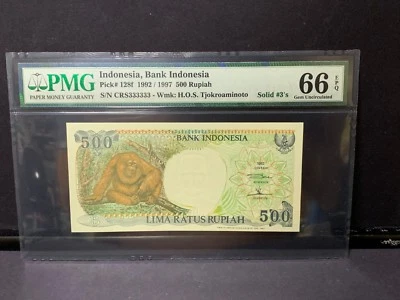 PMG
PAPER MONEY GUARANTY
Indonesia, Bank Indonesia
Pick# 128f 1992 / 1997 500 Rupiah
S/N CRS333333 - Wmk: H.O.S. Tjokroaminoto
Solid #3's
66 EPQ
Gem Uncirculated
BANK INDONESIA
500
1992
LIMA RATUS RUPIAH
500